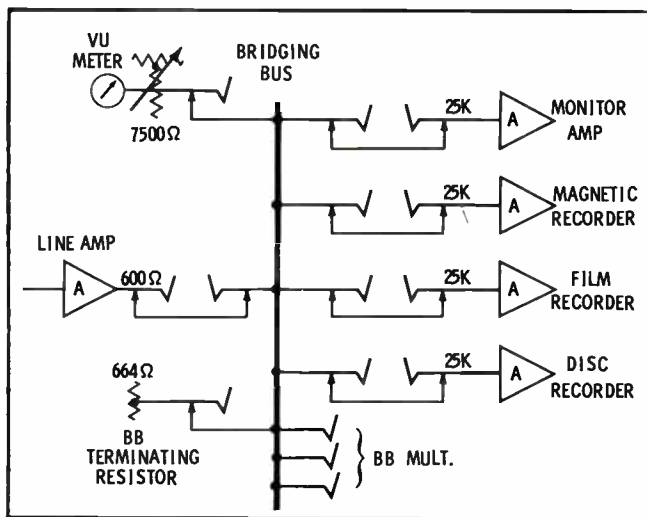 VU
METER
7500Ω
BRIDGING
BUS
25K
A
MONITOR
AMP
25K
A
MAGNETIC
RECORDER
LINE AMP
A
600Ω
25K
A
FILM
RECORDER
664Ω
BB
TERMINATING
RESISTOR
25K
A
DISC
RECORDER
BB MULT.